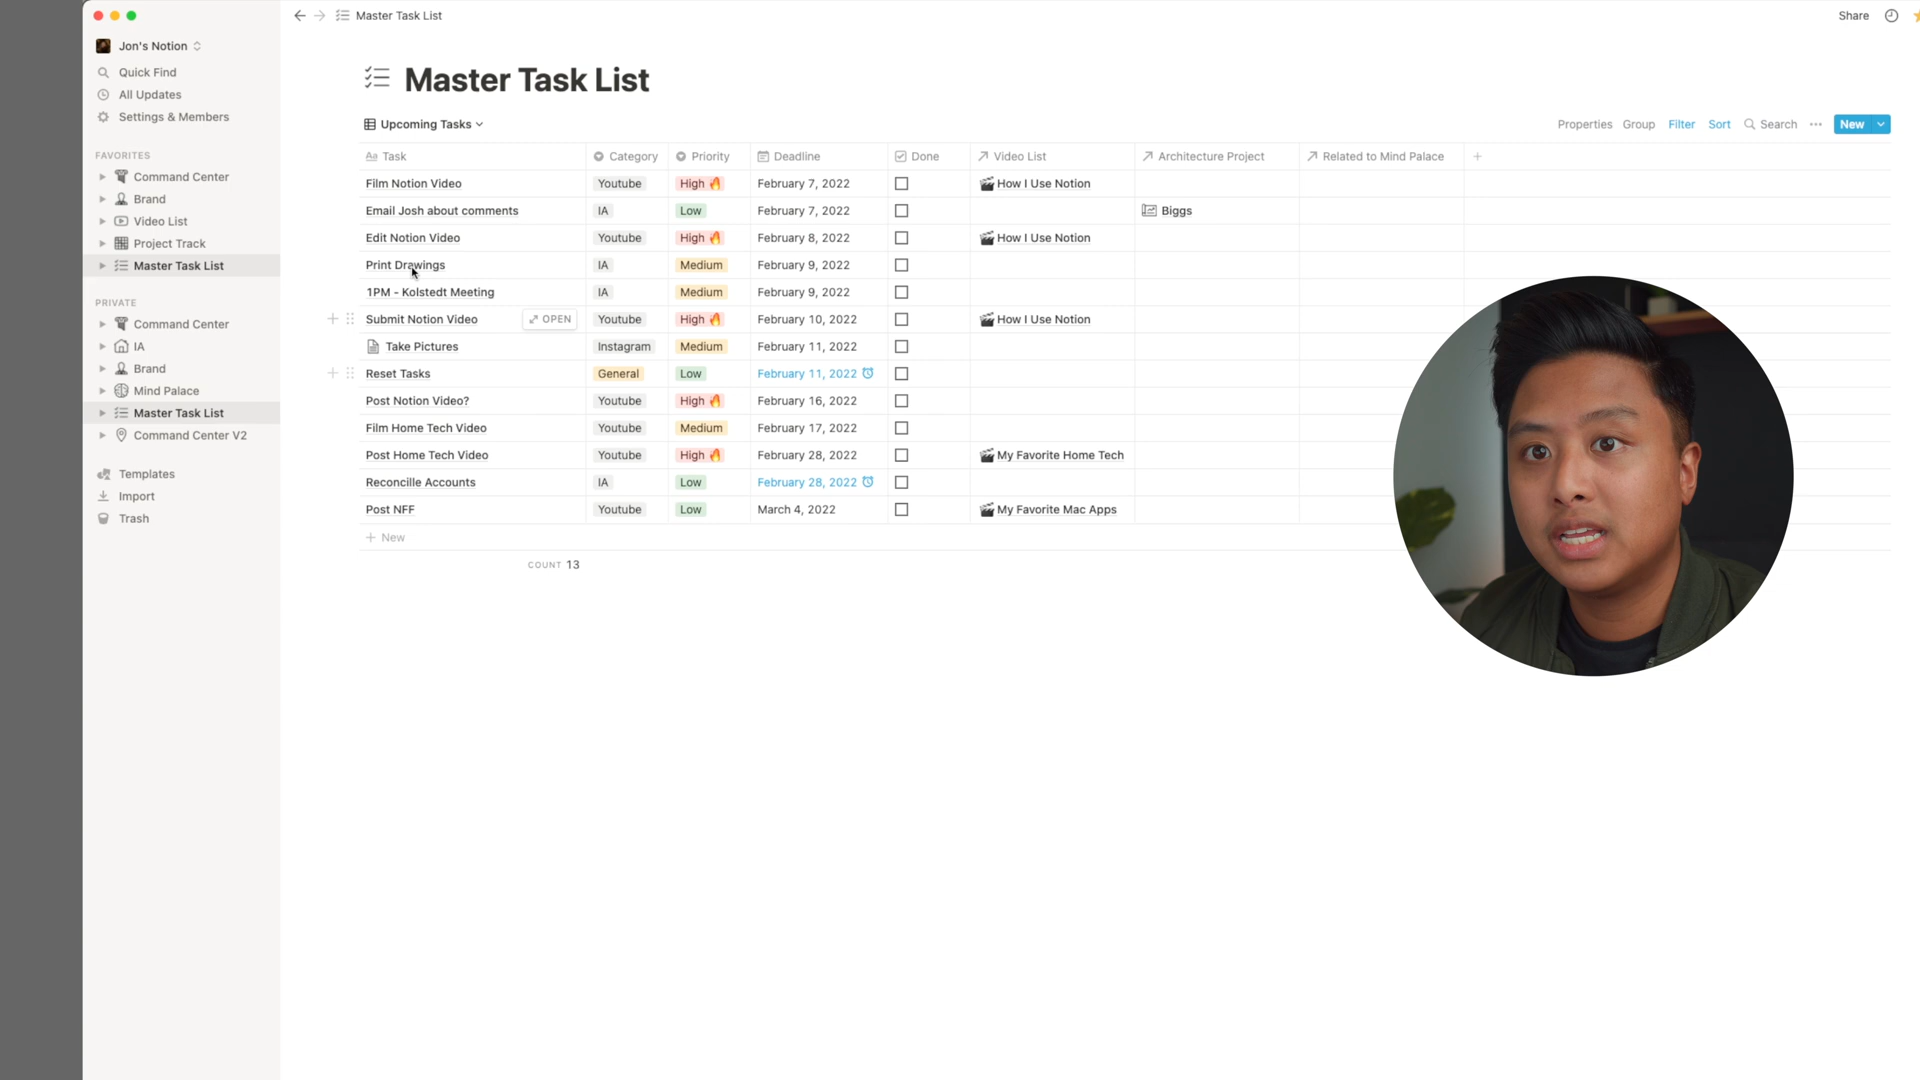 Master Task List
Share
Jon's Notion
Quick Find
All Updates
Settings & Members
FAVORITES
Command Center
Brand
Video List
Project Track
Master Task List
PRIVATE
Command Center
IA
Brand
Mind Palace
Master Task List
Command Center V2
Templates
Import
Trash
Master Task List
Upcoming Tasks
Properties Group Filter Sort Search New
Aa Task Category Priority Deadline Done Video List Architecture Project Related to Mind Palace
Film Notion Video Youtube High February 7, 2022 How I Use Notion
Email Josh about comments IA Low February 7, 2022 Biggs
Edit Notion Video Youtube High February 8, 2022 How I Use Notion
Print Drawings IA Medium February 9, 2022
1PM - Kolstedt Meeting IA Medium February 9, 2022
Submit Notion Video OPEN Youtube High February 10, 2022 How I Use Notion
Take Pictures Instagram Medium February 11, 2022
Reset Tasks General Low February 11, 2022
Post Notion Video? Youtube High February 16, 2022
Film Home Tech Video Youtube Medium February 17, 2022
Post Home Tech Video Youtube High February 28, 2022 My Favorite Home Tech
Reconcille Accounts IA Low February 28, 2022
Post NFF Youtube Low March 4, 2022 My Favorite Mac Apps
+ New
COUNT 13